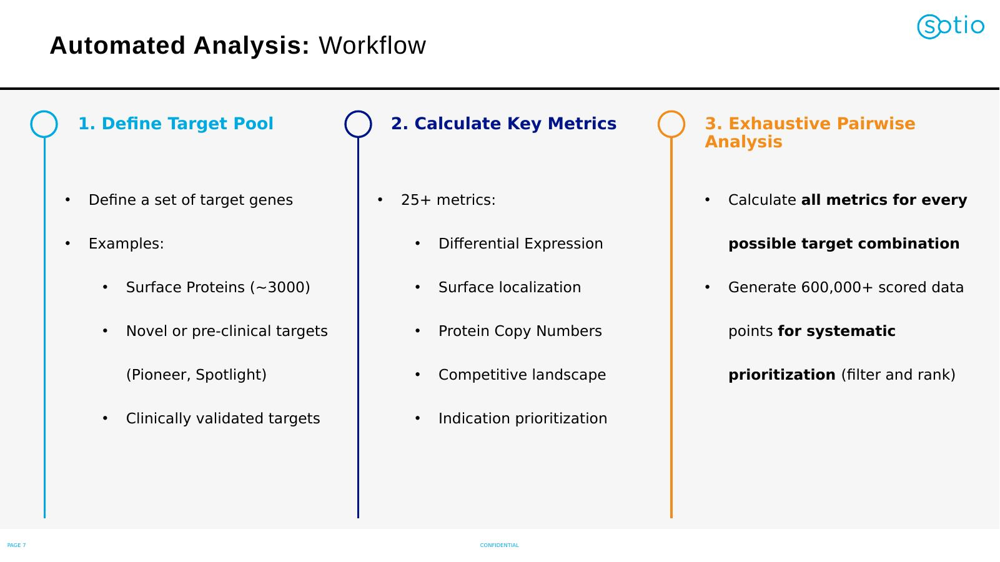 sotio
Automated Analysis: Workflow
1. Define Target Pool
• Define a set of target genes
• Examples:
• Surface Proteins (~3000)
• Novel or pre-clinical targets
(Pioneer, Spotlight)
• Clinically validated targets
2. Calculate Key Metrics
• 25+ metrics:
• Differential Expression
• Surface localization
• Protein Copy Numbers
• Competitive landscape
• Indication prioritization
3. Exhaustive Pairwise
Analysis
• Calculate all metrics for every
possible target combination
• Generate 600,000+ scored data
points for systematic
prioritization (filter and rank)
PAGE 7
CONFIDENTIAL